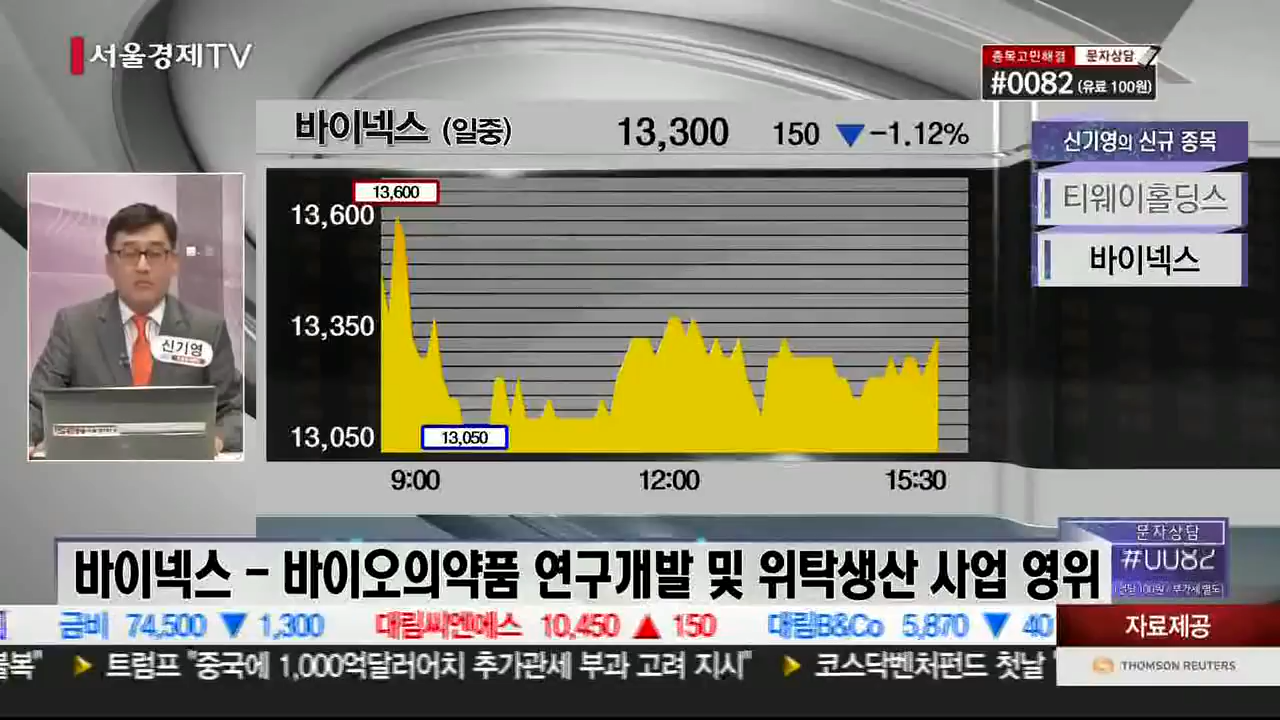 서울경제TV
종목고민해결 문자상담
#0082 (유료 100원)
바이넥스 (일중) 13,300 150 ▼-1.12%
신기영의 신규 종목
티웨이홀딩스
바이넥스
13,600
13,600
13,350
13,050
13,050
9:00 12:00 15:30
신기영
바이넥스 - 바이오의약품 연구개발 및 위탁생산 사업 영위
문자상담
#0082
금비 74,500 ▼ 1,300 대림씨엔에스 10,450 ▲ 150 대림B&Co 5,870 ▼ 40
자료제공
THOMSON REUTERS
▶ 트럼프 "중국에 1,000억달러어치 추가관세 부과 고려 지시" ▶ 코스닥벤처펀드 첫날